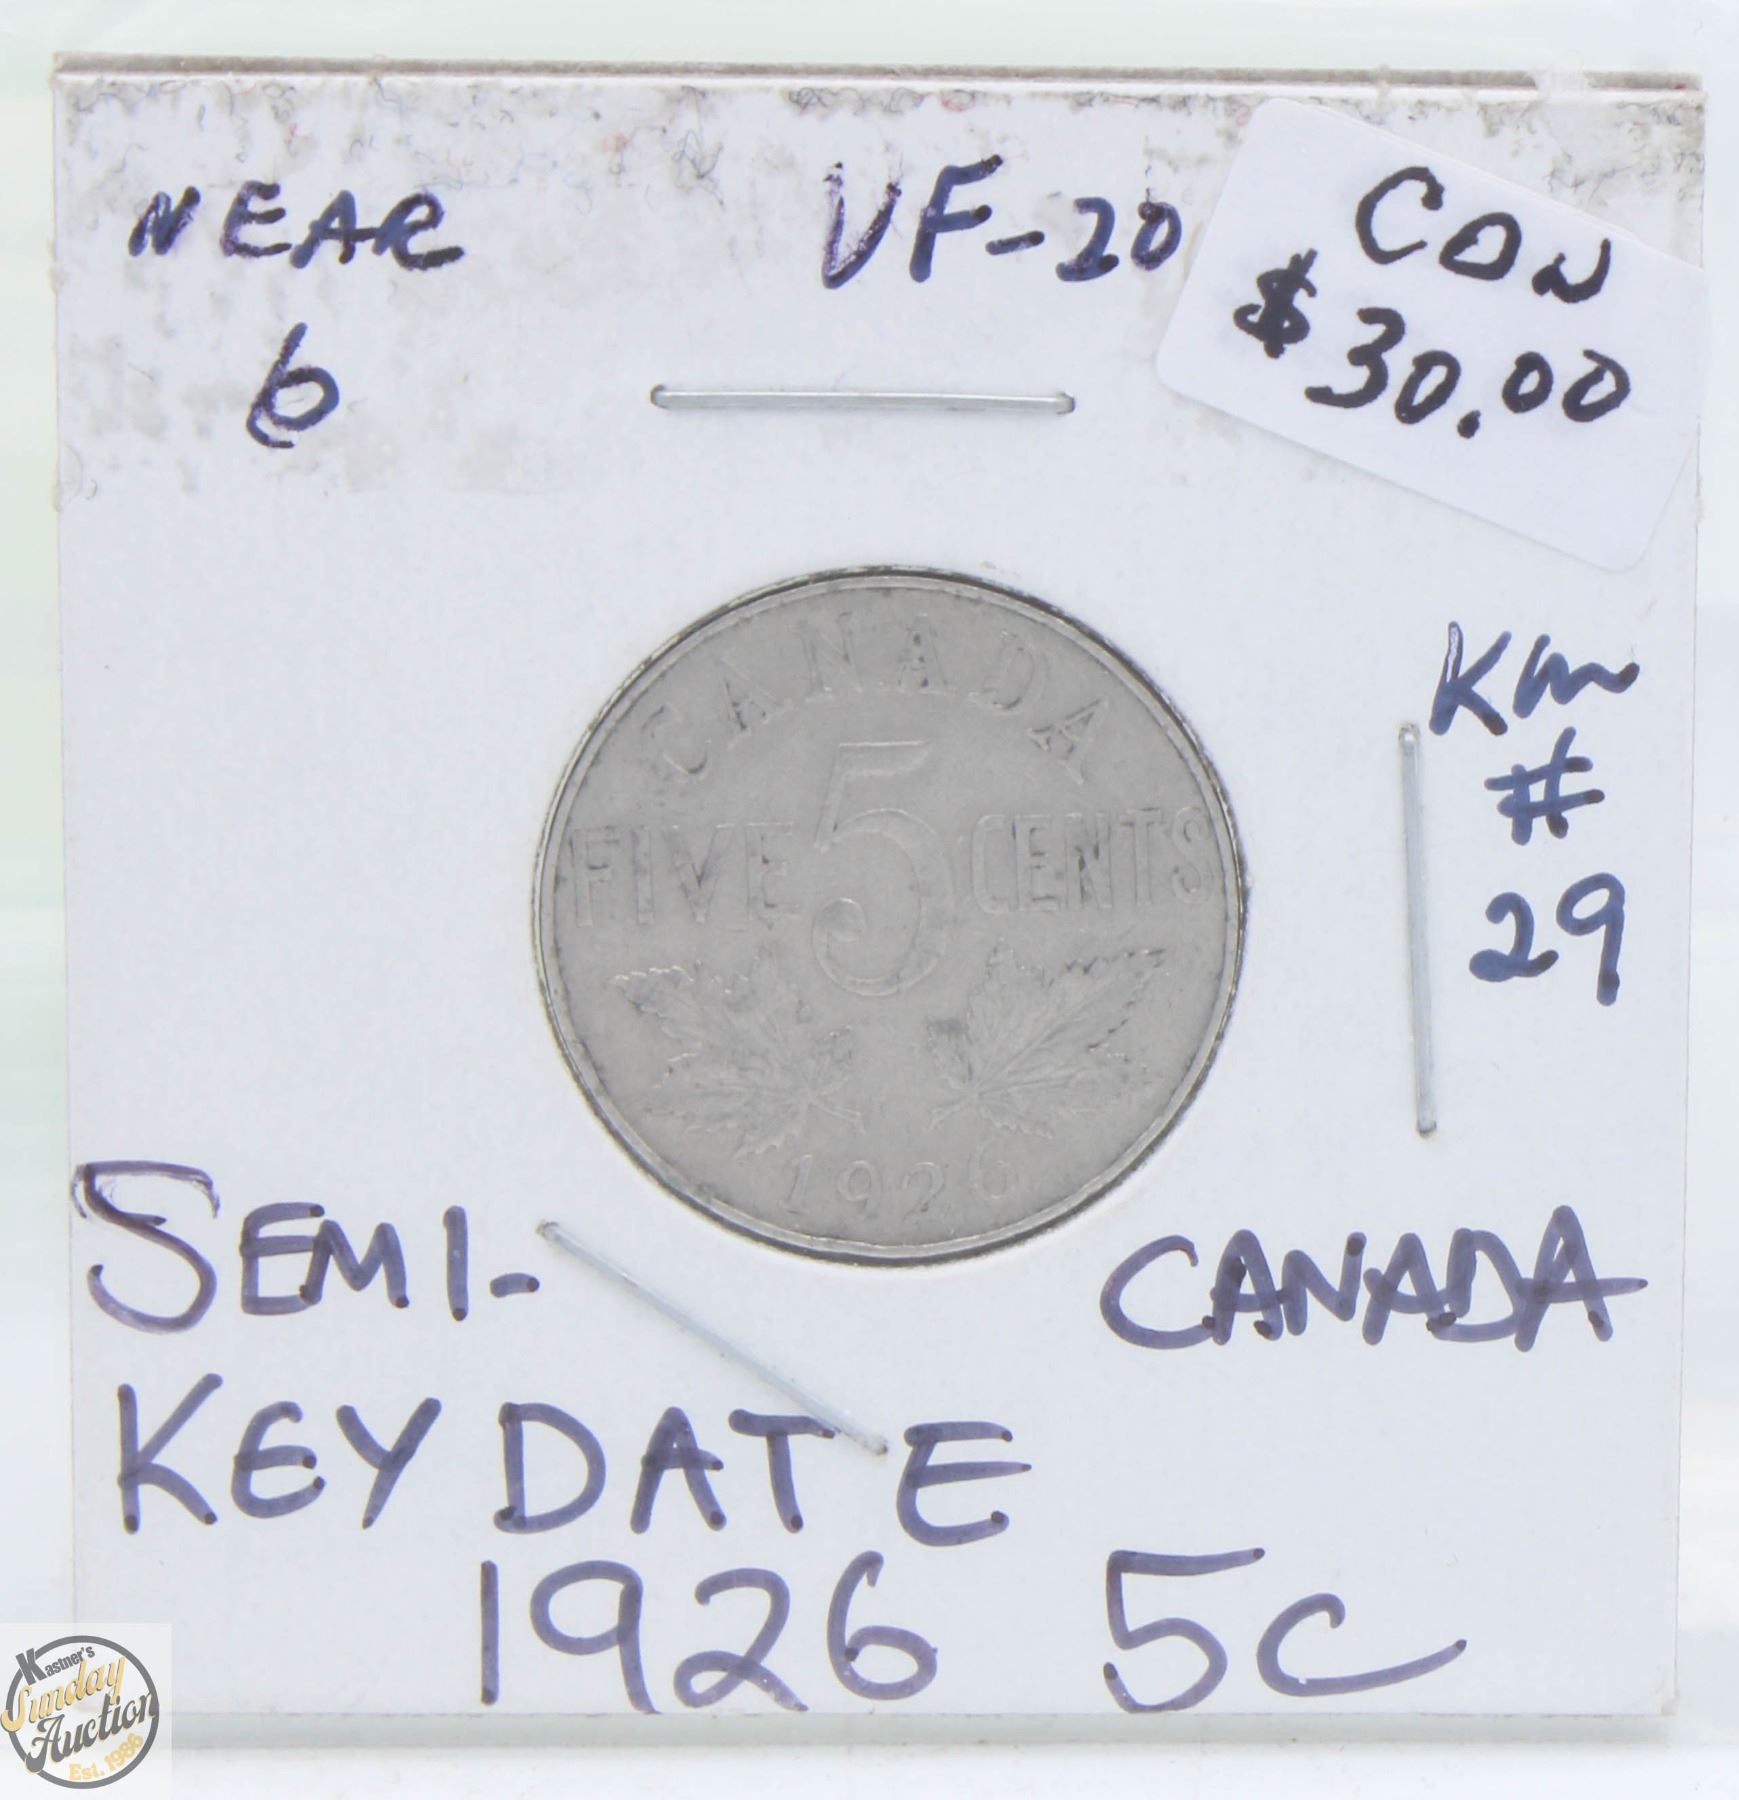 NEAR
6
VF-20
CDN
$30.00
KM
#
29
CANADA
FIVE 5 CENTS
1926
SEMI-
KEY DATE
1926
CANADA
5C
Kastner's
Sunday
Auction
Est. 1986